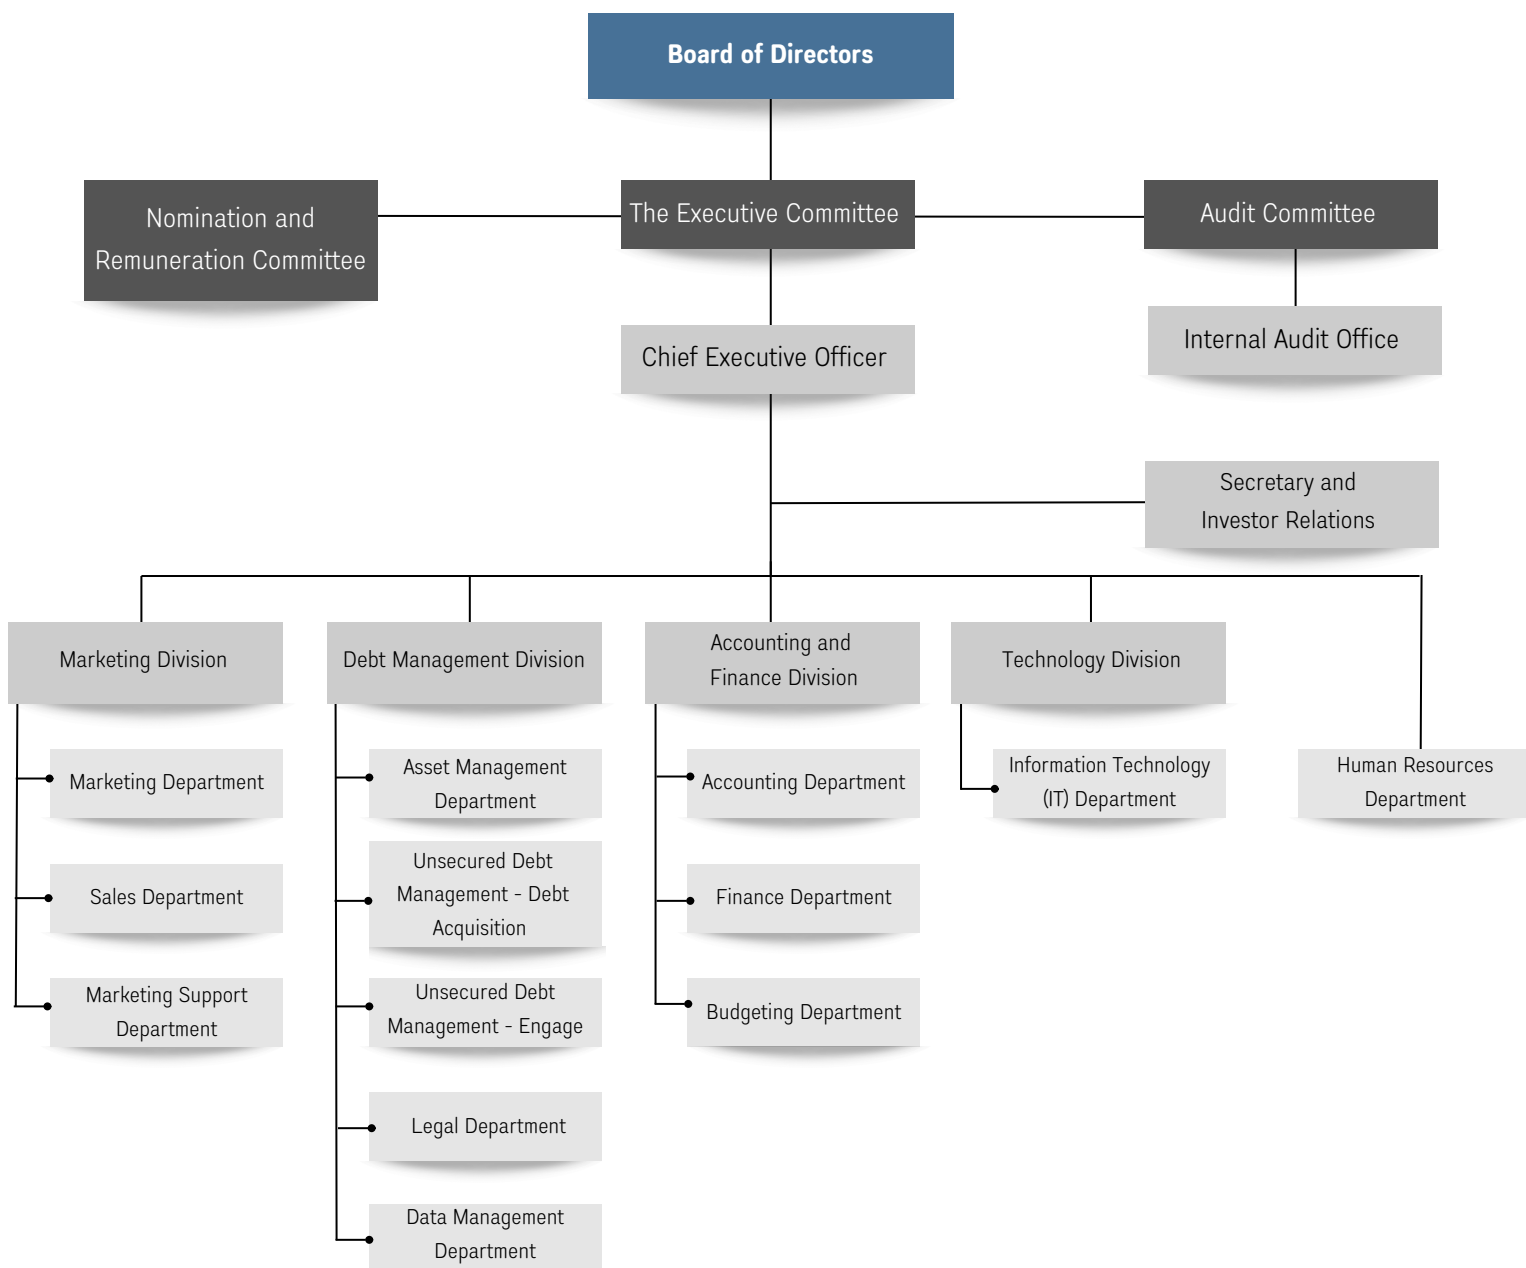 Board of Directors
Nomination and
Remuneration Committee
The Executive Committee
Audit Committee
Chief Executive Officer
Internal Audit Office
Secretary and
Investor Relations
Marketing Division
Debt Management Division
Accounting and
Finance Division
Technology Division
Marketing Department
Sales Department
Marketing Support
Department
Asset Management
Department
Unsecured Debt
Management - Debt
Acquisition
Unsecured Debt
Management - Engage
Legal Department
Data Management
Department
Accounting Department
Finance Department
Budgeting Department
Information Technology
(IT) Department
Human Resources
Department